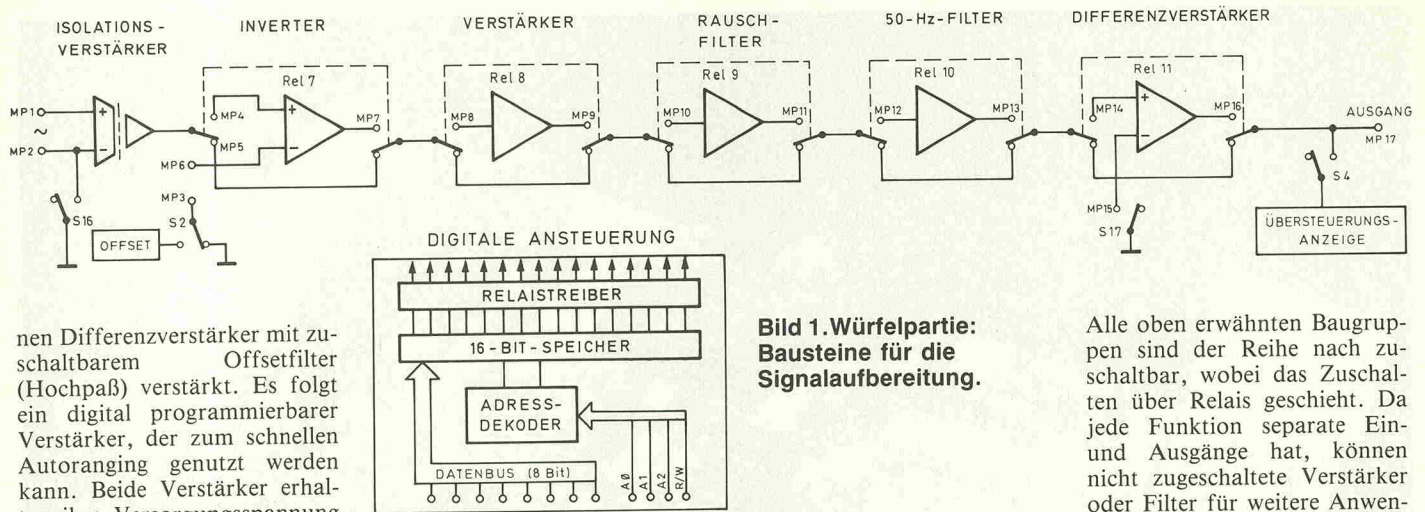 ISOLATIONS-
VERSTÄRKER
INVERTER
VERSTÄRKER
RAUSCH-
FILTER
50-Hz-FILTER
DIFFERENZVERSTÄRKER
Rel 7
Rel 8
Rel 9
Rel 10
Rel 11
MP1
~
MP2
+
−
MP4
MP5
MP6
+
−
MP7
MP8
MP9
MP10
MP11
MP12
MP13
MP14
+
−
MP16
AUSGANG
MP17
S16
MP3
S2
OFFSET
MP15
S17
S4
ÜBERSTEUERUNGS-
ANZEIGE
DIGITALE ANSTEUERUNG
RELAISTREIBER
16-BIT-SPEICHER
ADRESS-
DEKODER
DATENBUS (8 Bit)
AØ
A1
A2
R/W
Bild 1. Würfelpartie:
Bausteine für die
Signalaufbereitung.
nen Differenzverstärker mit zu-
schaltbarem Offsetfilter
(Hochpaß) verstärkt. Es folgt
ein digital programmierbarer
Verstärker, der zum schnellen
Autoranging genutzt werden
kann. Beide Verstärker erhal-
Versorgungsspannung
Alle oben erwähnten Baugrup-
pen sind der Reihe nach zu-
schaltbar, wobei das Zuschal-
ten über Relais geschieht. Da
jede Funktion separate Ein-
und Ausgänge hat, können
nicht zugeschaltete Verstärker
oder Filter für weitere Anwen-